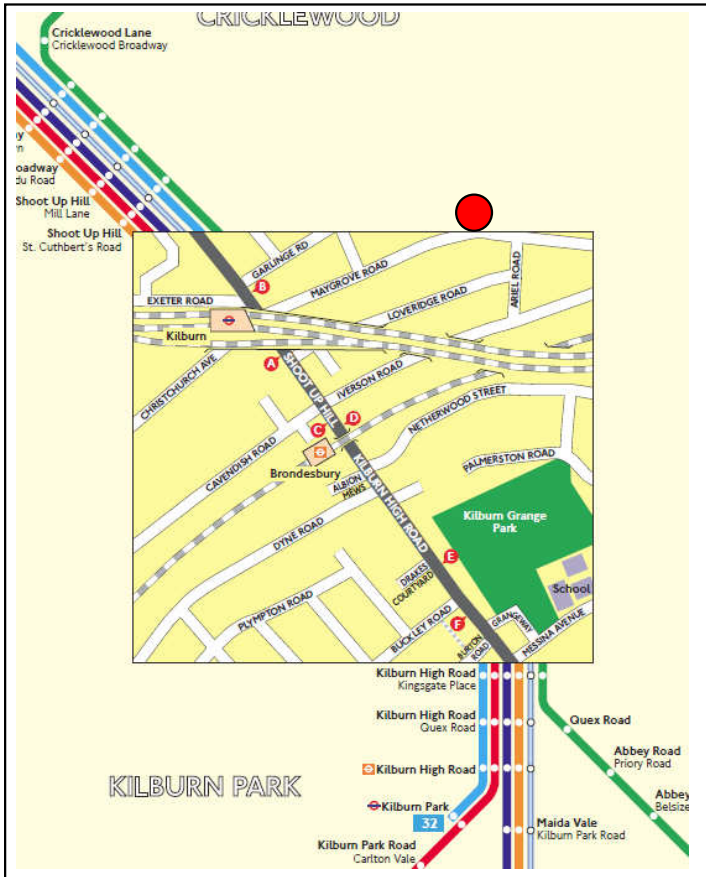 CRICKLEWOOD
Cricklewood Lane
Cricklewood Broadway
Shoot Up Hill
Mill Lane
Shoot Up Hill
St. Cuthbert's Road
GARLINGE RD
B
MAYGROVE ROAD
ARIEL ROAD
EXETER ROAD
LOVERIDGE ROAD
Kilburn
A
CHRISTCHURCH AVE
SHOOT UP HILL
IVERSON ROAD
C
D
NETHERWOOD STREET
CAVENDISH ROAD
Brondesbury
ALBION
MEWS
PALMERSTON ROAD
KILBURN HIGH ROAD
DYNE ROAD
Kilburn Grange
Park
E
DRAKES
COURTYARD
School
PLYMPTON ROAD
BUCKLEY ROAD
F
GRANGEWAY
BURTON
ROAD
MESSINA AVENUE
Kilburn High Road
Kingsgate Place
Kilburn High Road
Quex Road
Quex Road
Kilburn High Road
Abbey Road
Priory Road
KILBURN PARK
Kilburn Park
32
Abbey
Belsize
Maida Vale
Kilburn Park Road
Kilburn Park Road
Carlton Vale